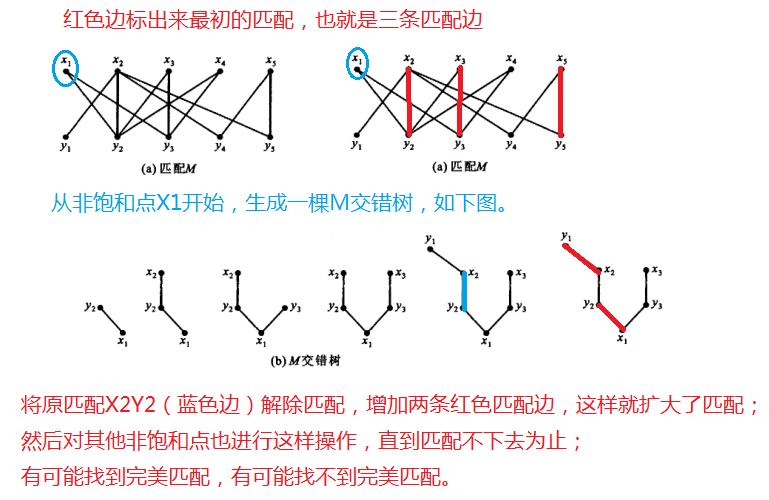 红色边标出来最初的匹配，也就是三条匹配边
x1 x2 x3 x4 x5 x1 x2 x3 x4 x5
y1 y2 y3 y4 y5 y1 y2 y3 y4 y5
(a) 匹配M (a) 匹配M
从非饱和点X1开始，生成一棵M交错树，如下图。
y1 y1
x2 x2 x2 x3 x2 x3 x2 x3
y2 y2 y2 y3 y2 y3 y2 y3 y2 y3
x1 x1 x1 x1 x1 x1
(b) M交错树
将原匹配X2Y2（蓝色边）解除匹配，增加两条红色匹配边，这样就扩大了匹配；
然后对其他非饱和点也进行这样操作，直到匹配不下去为止；
有可能找到完美匹配，有可能找不到完美匹配。